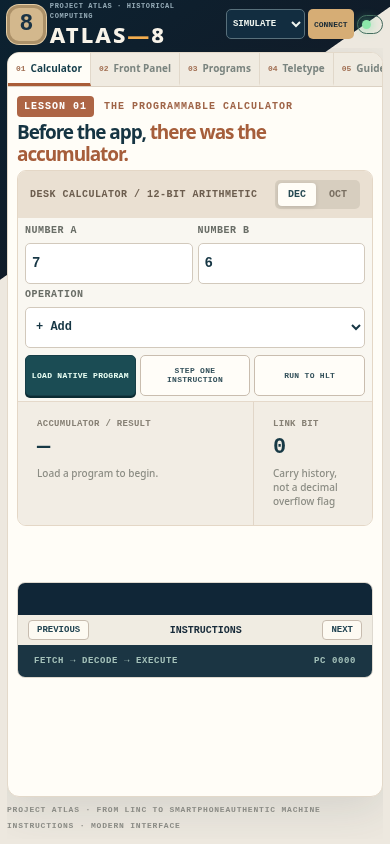 8
PROJECT ATLAS · HISTORICAL
COMPUTING
ATLAS—8
SIMULATE
CONNECT
01 Calculator
02 Front Panel
03 Programs
04 Teletype
05 Guide
LESSON 01 THE PROGRAMMABLE CALCULATOR
Before the app, there was the
accumulator.
DESK CALCULATOR / 12-BIT ARITHMETIC
DEC OCT
NUMBER A NUMBER B
7 6
OPERATION
+ Add
LOAD NATIVE PROGRAM
STEP ONE
INSTRUCTION
RUN TO HLT
ACCUMULATOR / RESULT
—
Load a program to begin.
LINK BIT
0
Carry history,
not a decimal
overflow flag
PREVIOUS INSTRUCTIONS NEXT
FETCH → DECODE → EXECUTE PC 0000
PROJECT ATLAS · FROM LINC TO SMARTPHONEAUTHENTIC MACHINE
INSTRUCTIONS · MODERN INTERFACE